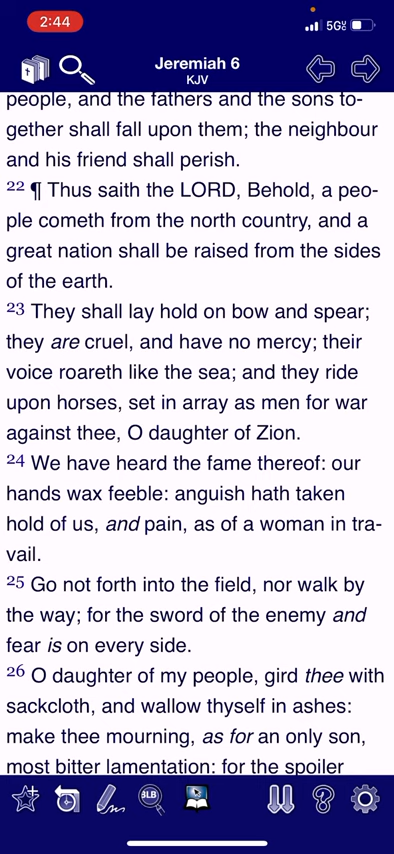 2:44
5G
Jeremiah 6
KJV
people, and the fathers and the sons to-
gether shall fall upon them; the neighbour
and his friend shall perish.
22 ¶ Thus saith the LORD, Behold, a peo-
ple cometh from the north country, and a
great nation shall be raised from the sides
of the earth.
23 They shall lay hold on bow and spear;
they are cruel, and have no mercy; their
voice roareth like the sea; and they ride
upon horses, set in array as men for war
against thee, O daughter of Zion.
24 We have heard the fame thereof: our
hands wax feeble: anguish hath taken
hold of us, and pain, as of a woman in tra-
vail.
25 Go not forth into the field, nor walk by
the way; for the sword of the enemy and
fear is on every side.
26 O daughter of my people, gird thee with
sackcloth, and wallow thyself in ashes:
make thee mourning, as for an only son,
most bitter lamentation: for the spoiler
BLB